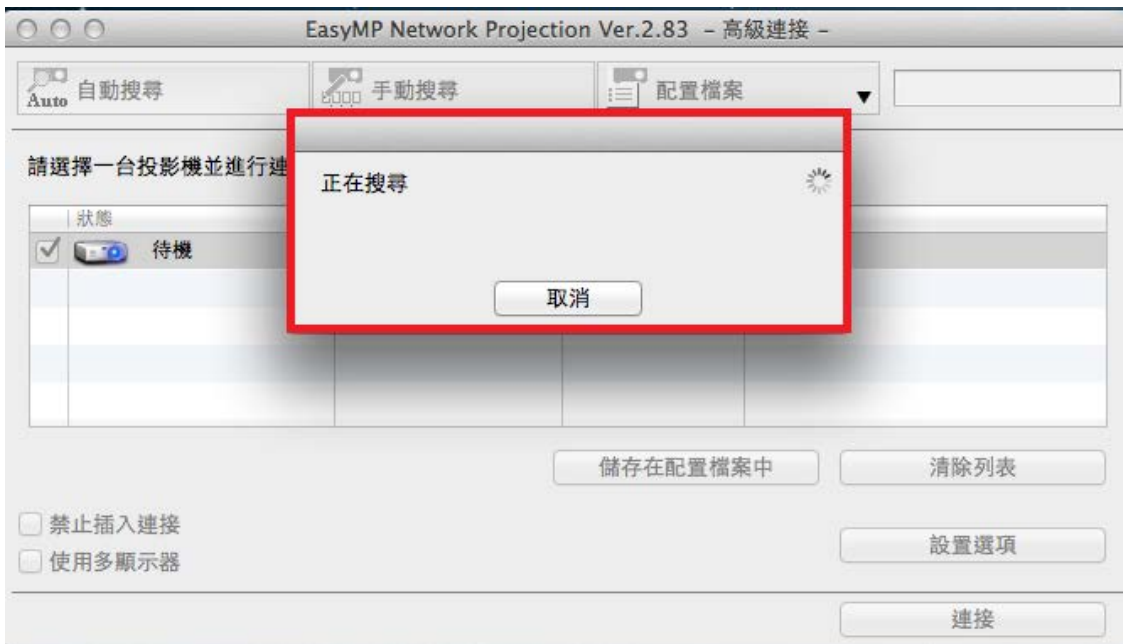 EasyMP Network Projection Ver.2.83 – 高級連接 –
Auto 自動搜尋 手動搜尋 配置檔案
請選擇一台投影機並進行連
正在搜尋
狀態
待機
取消
儲存在配置檔案中 清除列表
禁止插入連接
設置選項
使用多顯示器
連接